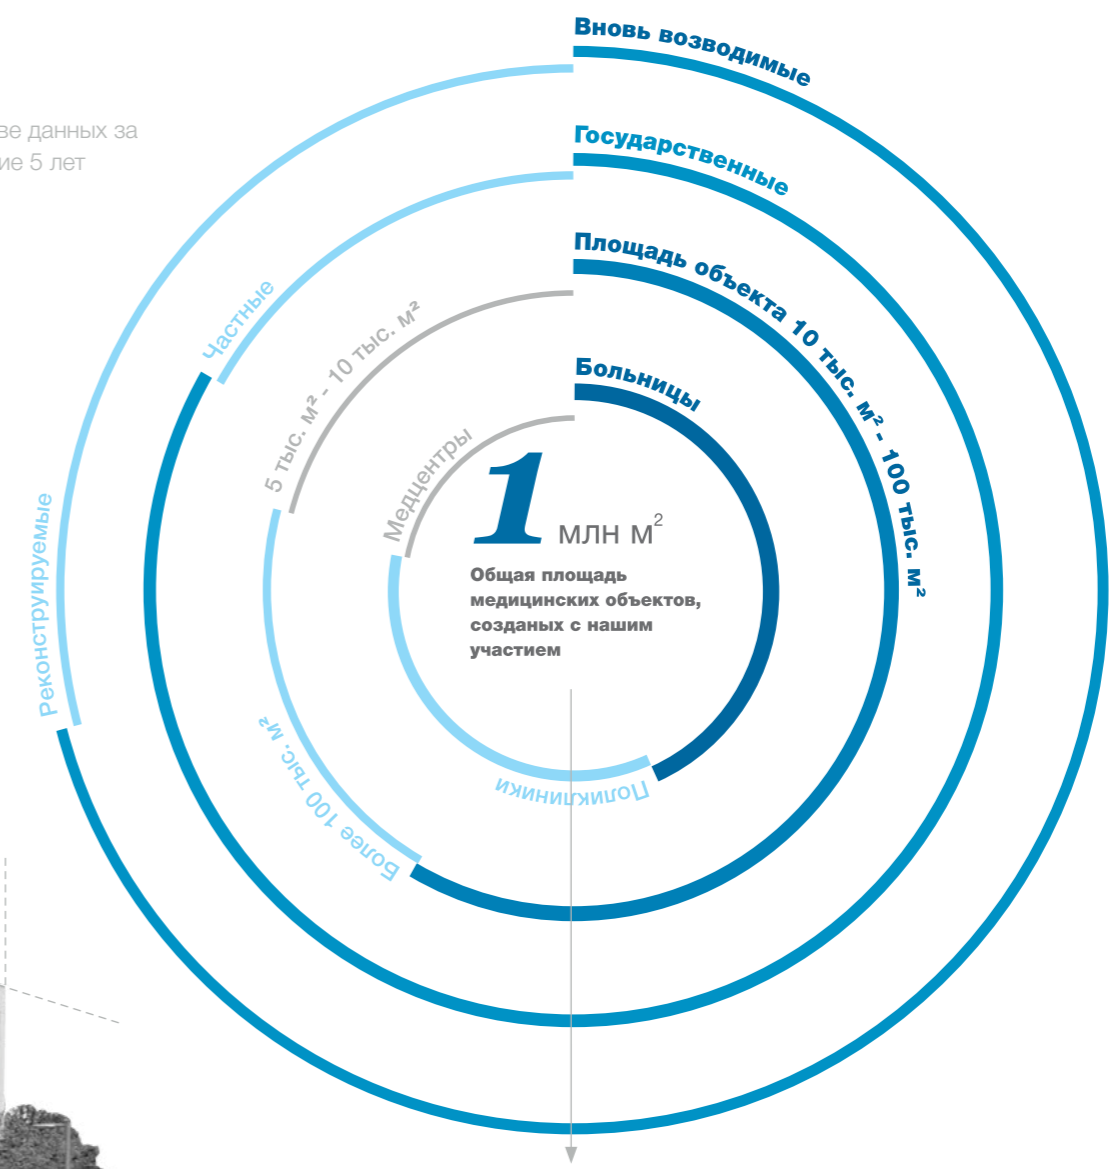 Вновь возводимые
ве данных за
ие 5 лет
Государственные
Площадь объекта 10 тыс. м² - 100 тыс. м²
Частные
5 тыс. м² - 10 тыс. м²
Больницы
Медцентры
1 млн м²
Общая площадь
медицинских объектов,
созданых с нашим
участием
Реконструируемые
Более 100 тыс. м²
Поликлиники